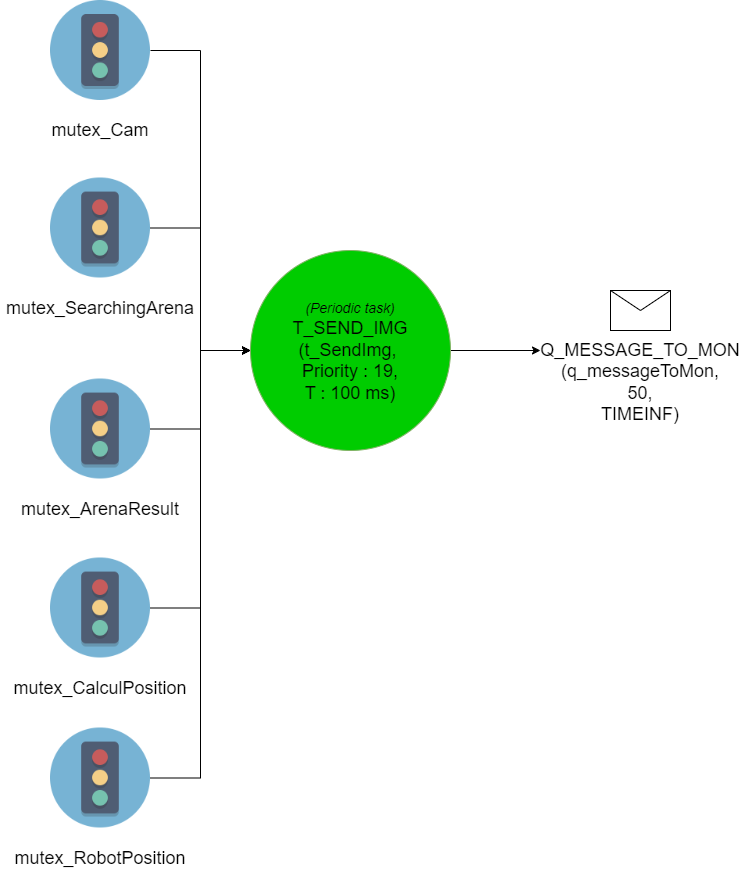 mutex_Cam
mutex_SearchingArena
mutex_ArenaResult
mutex_CalculPosition
mutex_RobotPosition
(Periodic task)
T_SEND_IMG
(t_SendImg,
Priority : 19,
T : 100 ms)
Q_MESSAGE_TO_MON
(q_messageToMon,
50,
TIMEINF)